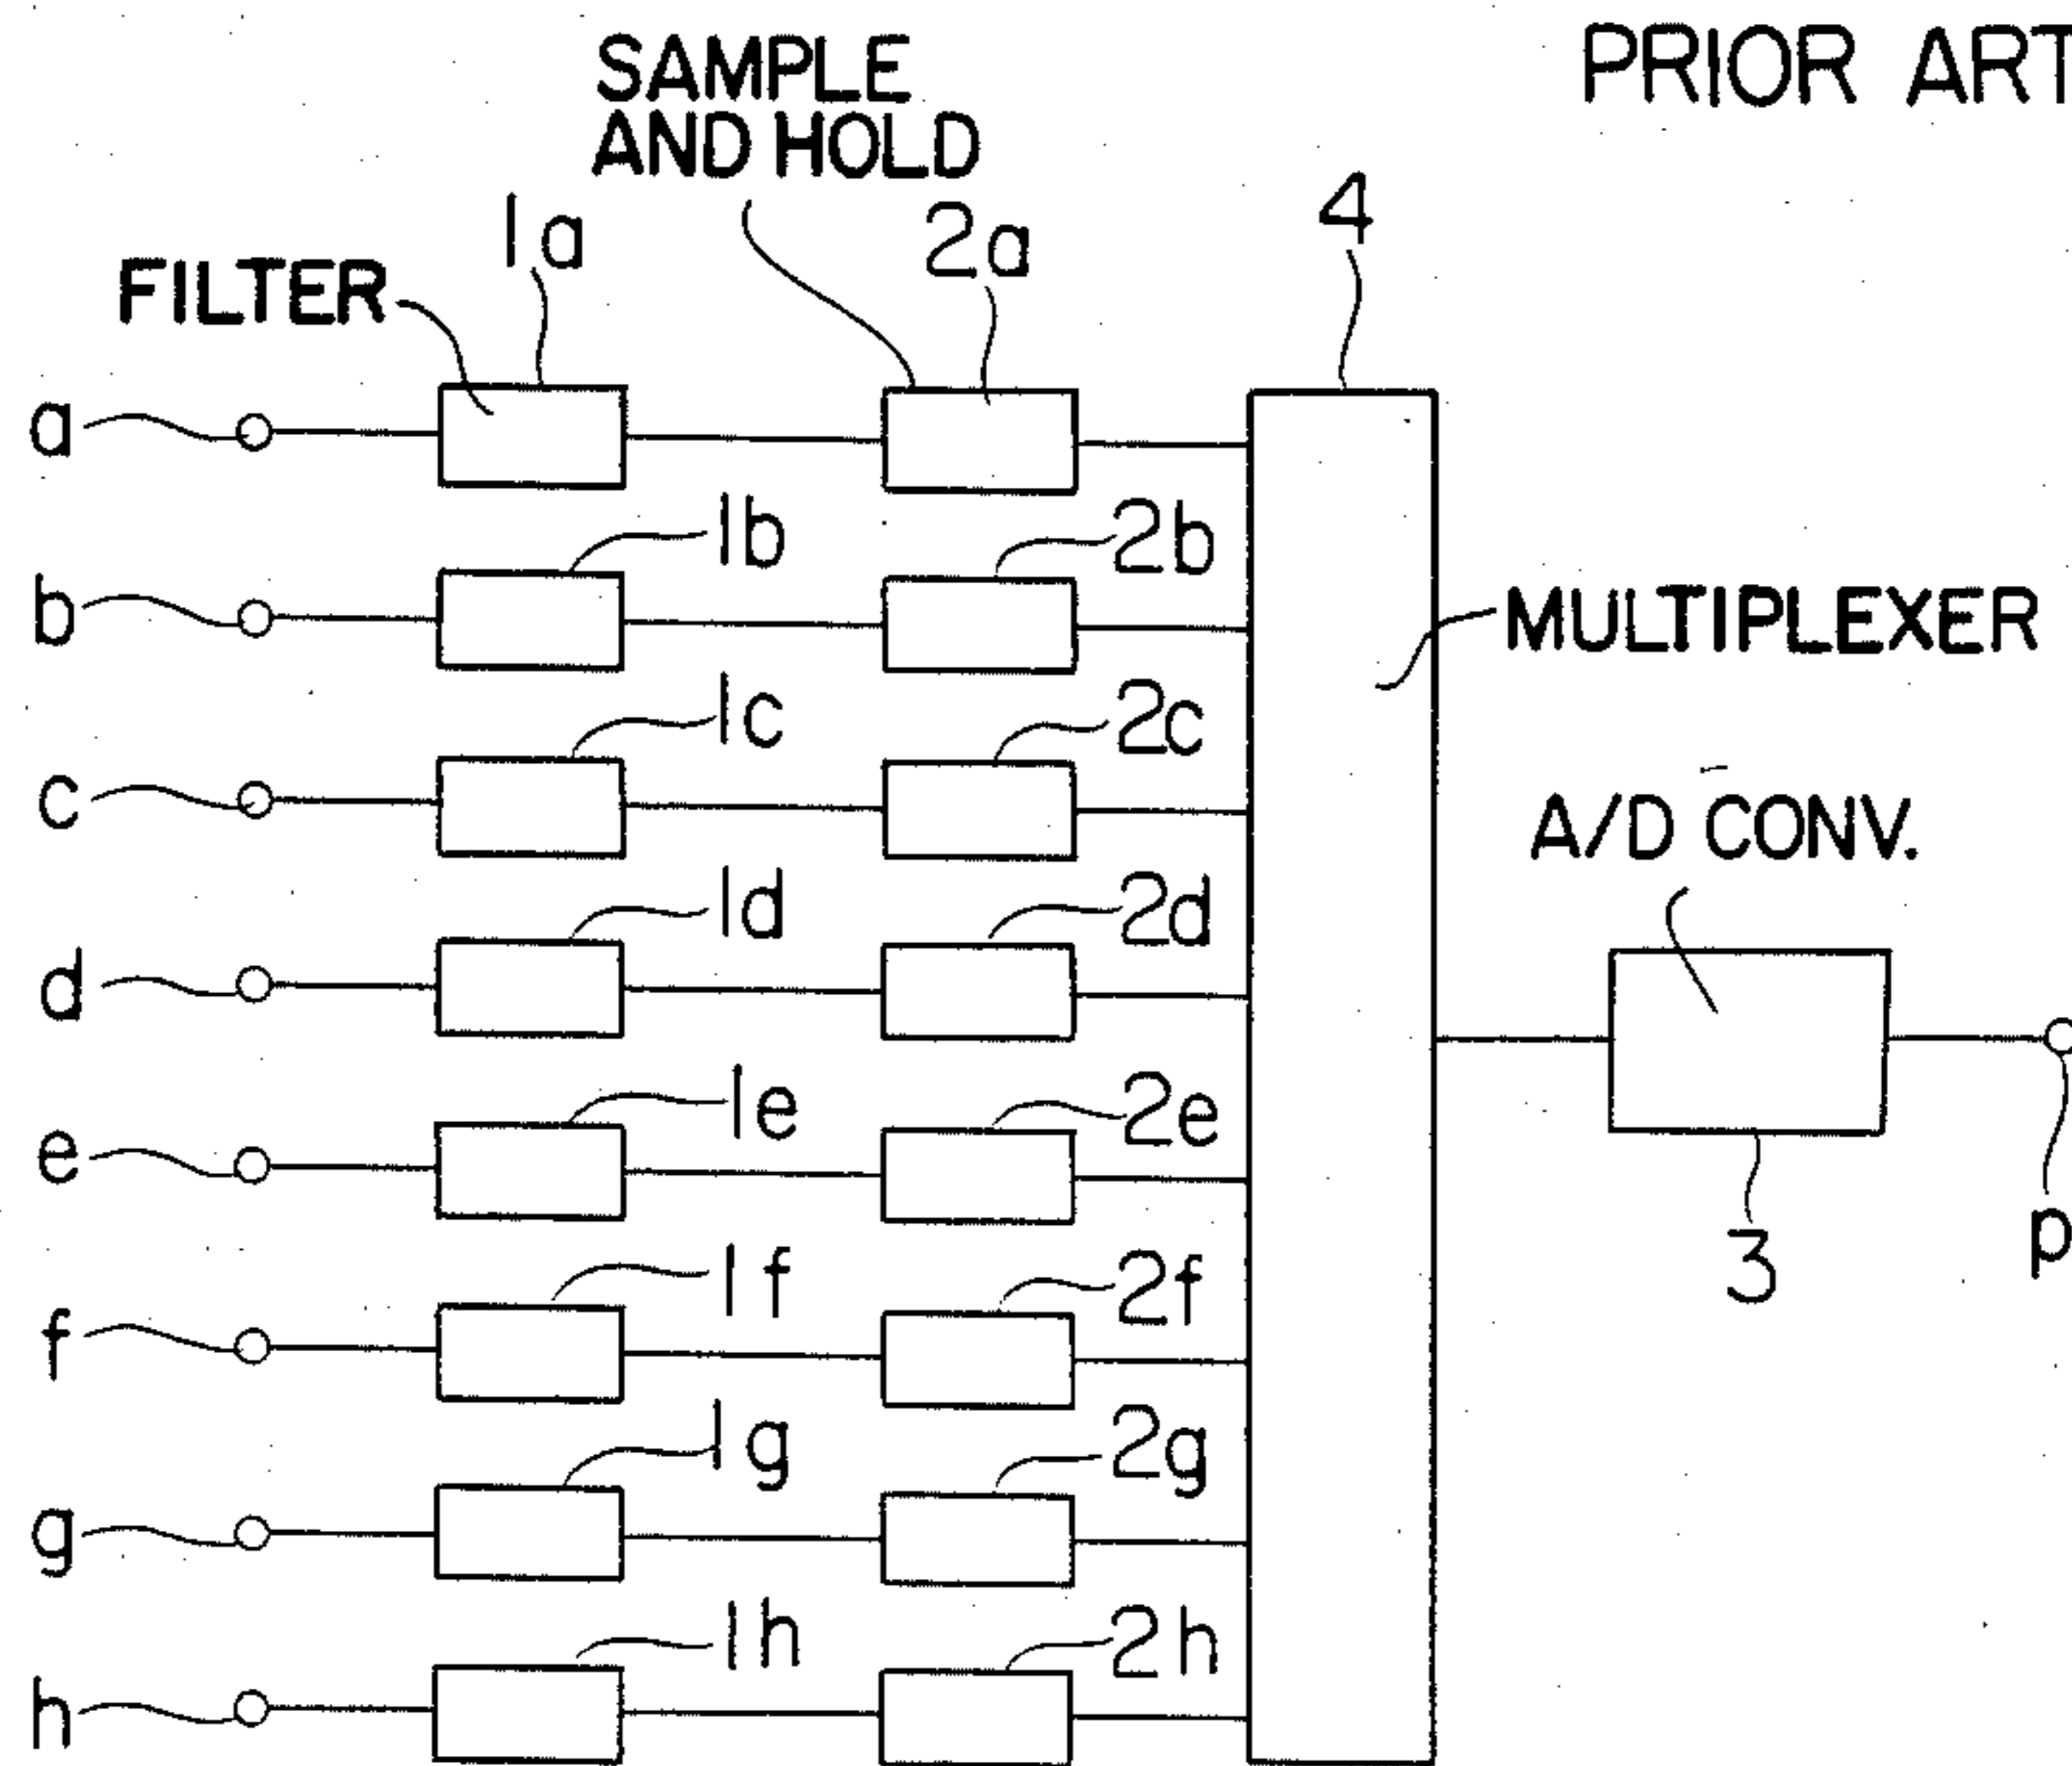 PRIOR ART
SAMPLE
AND HOLD
FILTER
1a
2a
4
a
1b
2b
b
MULTIPLEXER
1c
2c
c
A/D CONV.
1d
2d
d
1e
2e
e
3
p
1f
2f
f
1g
2g
g
1h
2h
h